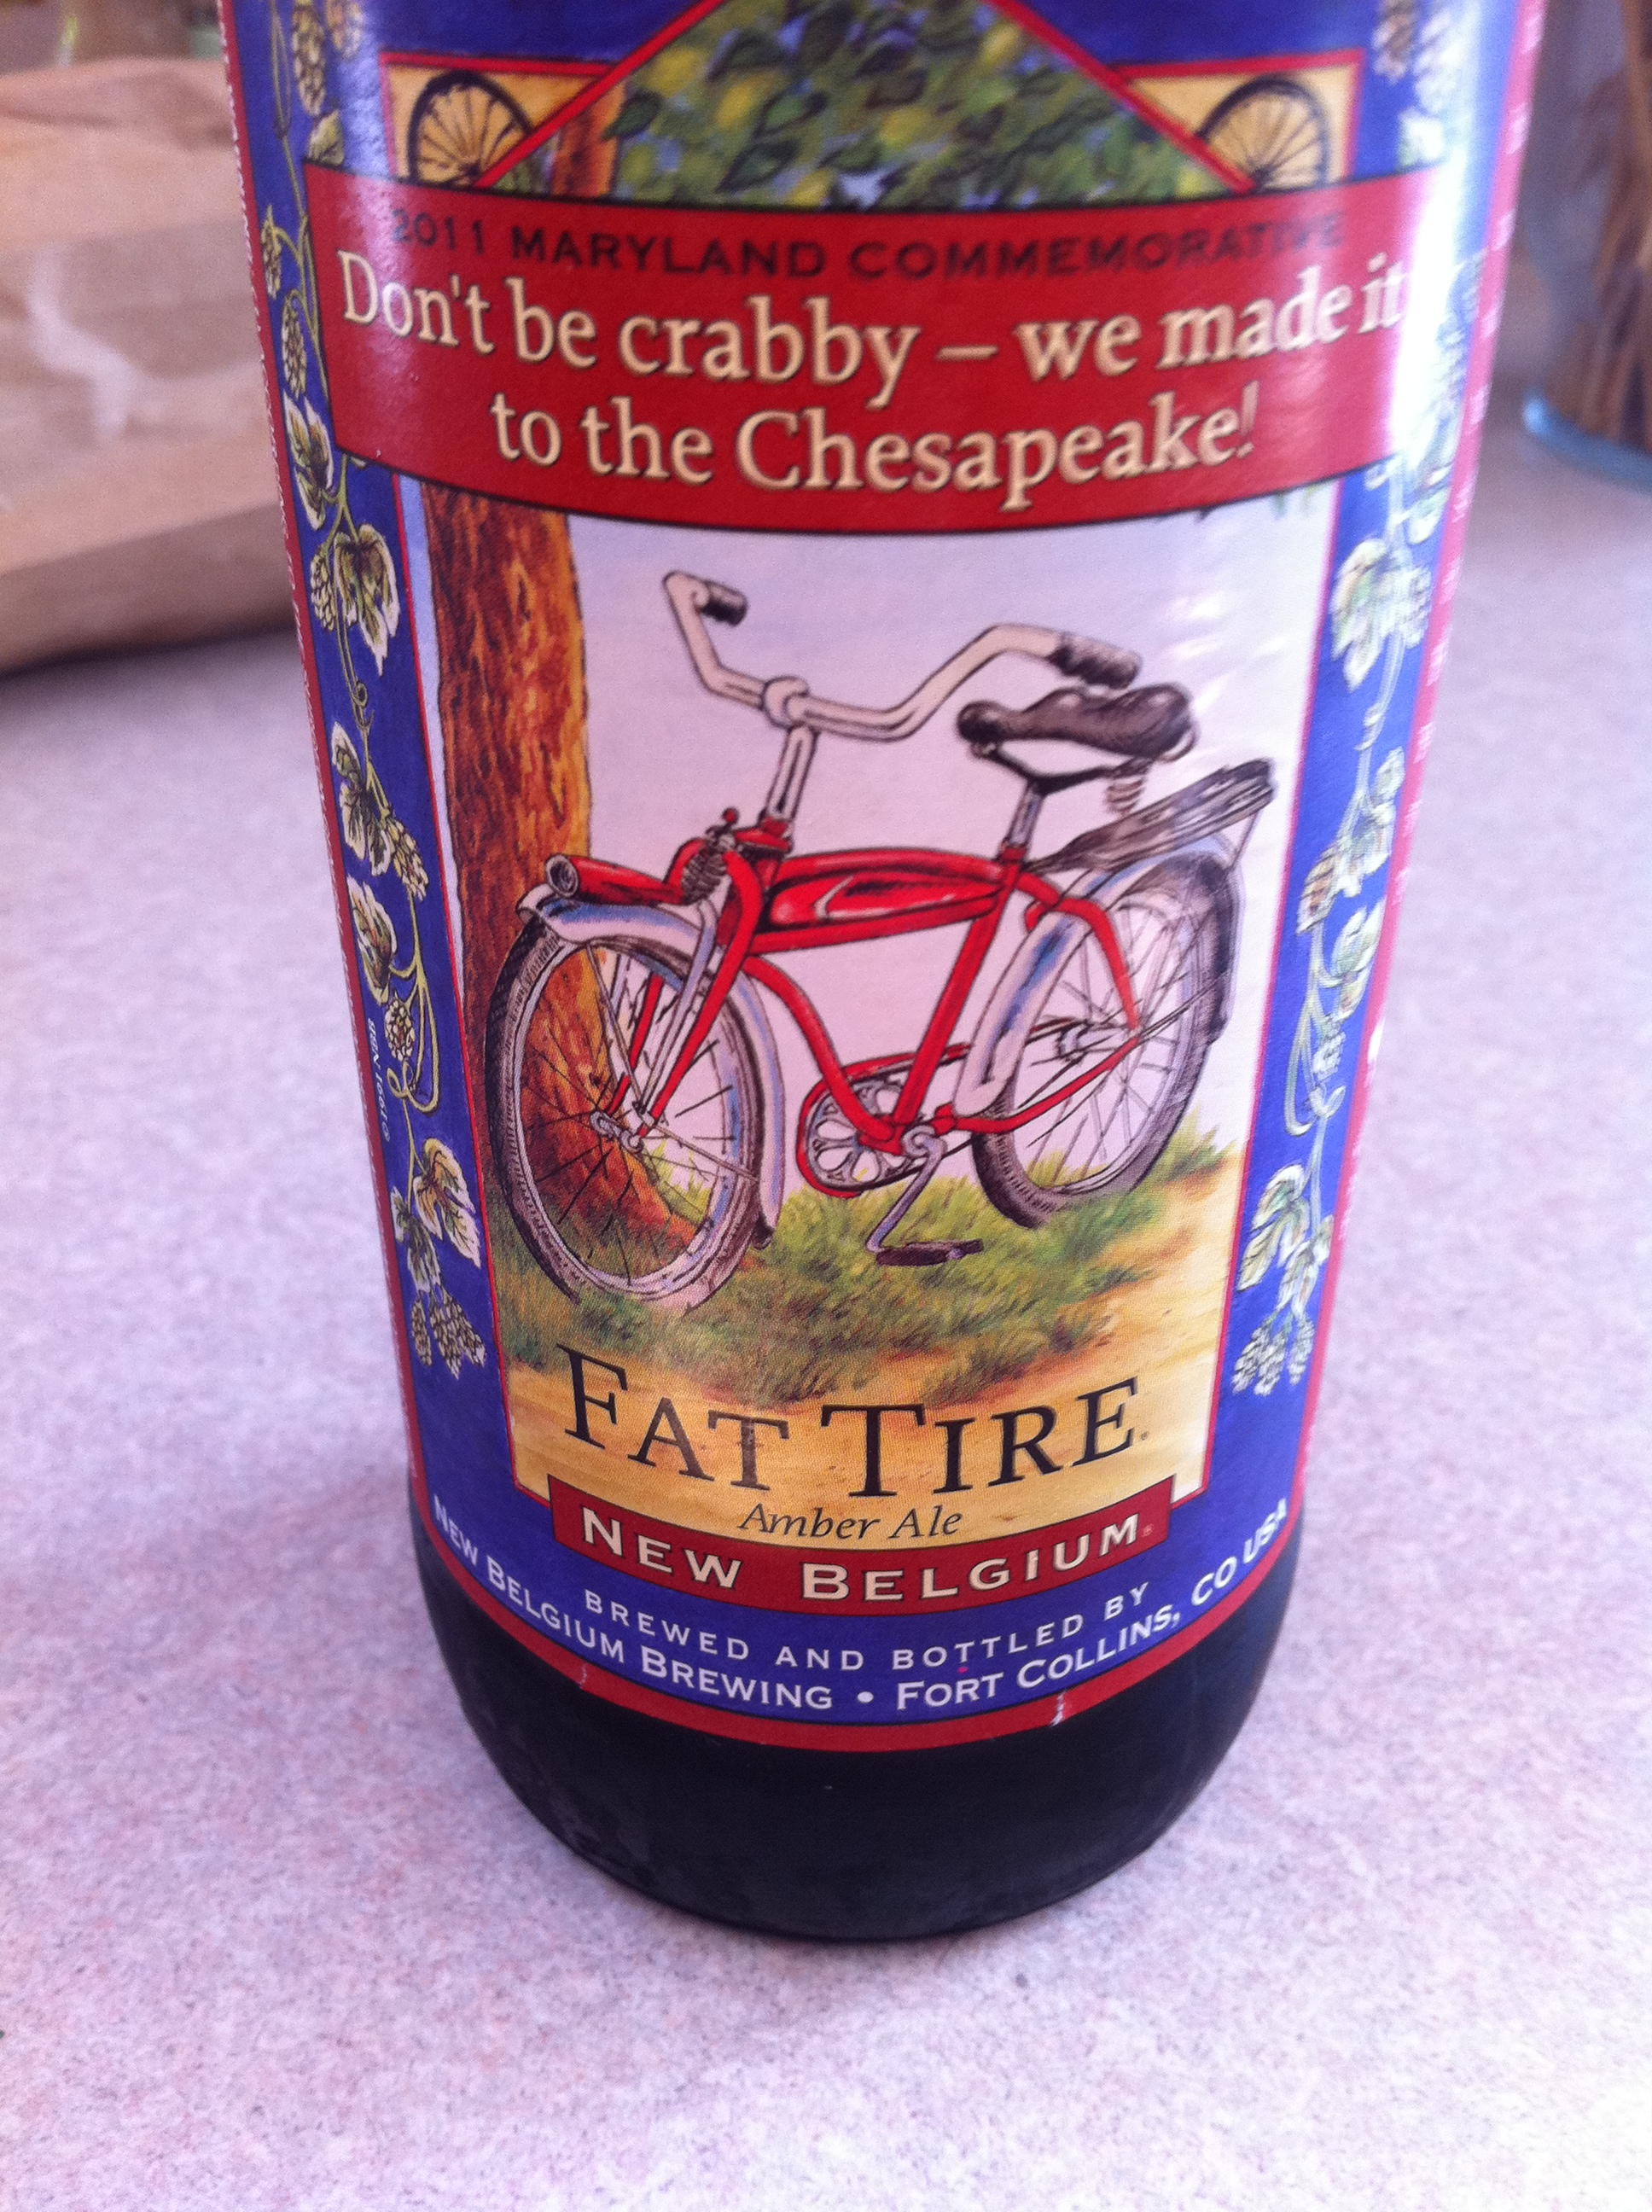 2011 MARYLAND COMMEMORATIVE
Don't be crabby – we made it
to the Chesapeake!
FAT TIRE®
Amber Ale
NEW BELGIUM®
BREWED AND BOTTLED BY
NEW BELGIUM BREWING • FORT COLLINS, CO USA